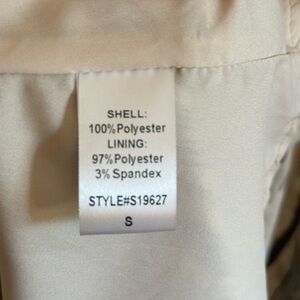 SHELL:
100%Polyester
LINING:
97%Polyester
3% Spandex
STYLE#S19627
S